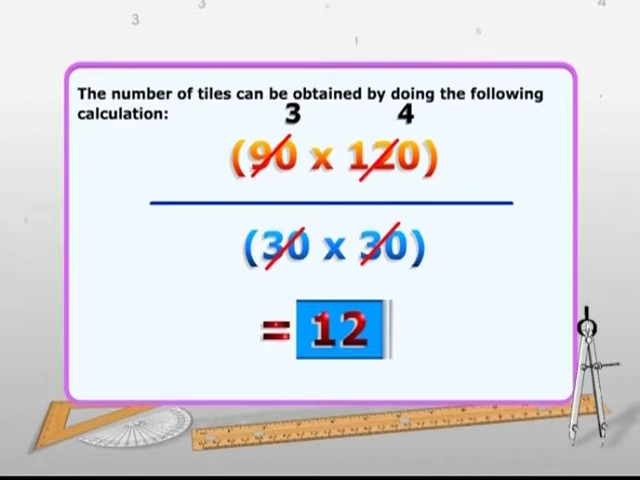 The number of tiles can be obtained by doing the following
calculation:
3 4
(90 x 120)
(30 x 30)
= 12